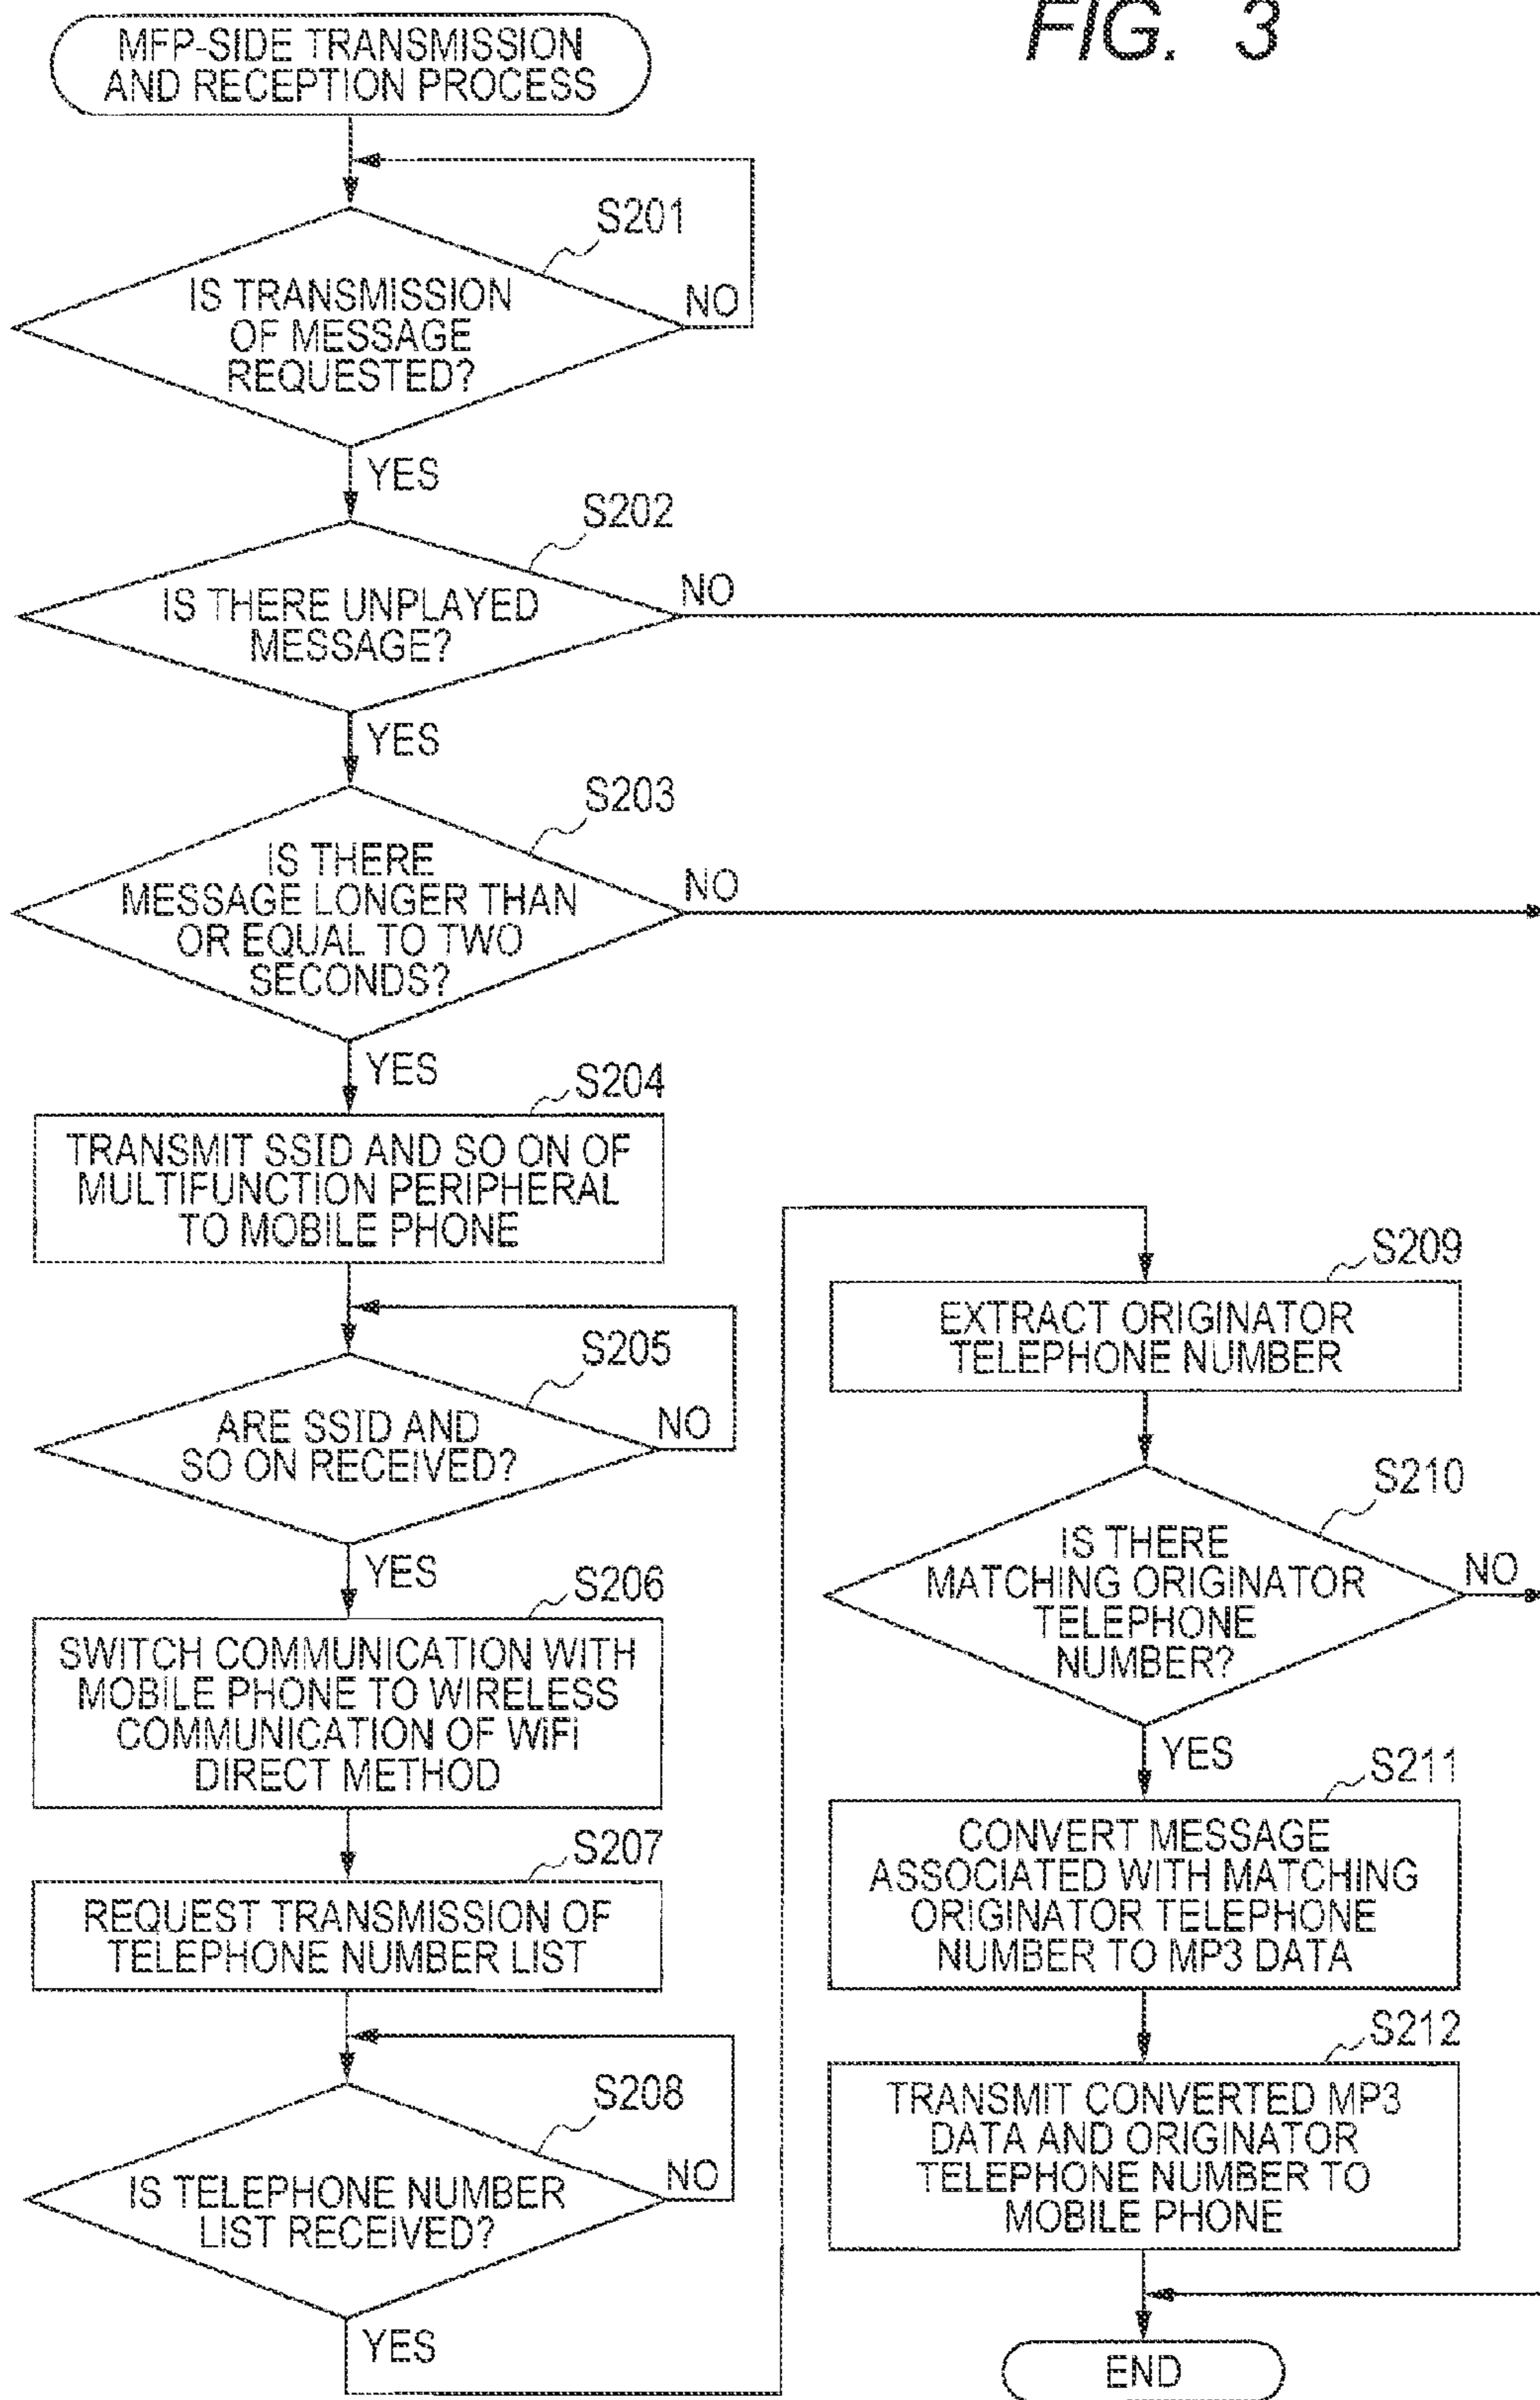 FIG. 3
MFP-SIDE TRANSMISSION
AND RECEPTION PROCESS
S201
IS TRANSMISSION
OF MESSAGE
REQUESTED?
NO
YES
S202
IS THERE UNPLAYED
MESSAGE?
NO
YES
S203
IS THERE
MESSAGE LONGER THAN
OR EQUAL TO TWO
SECONDS?
NO
YES
S204
TRANSMIT SSID AND SO ON OF
MULTIFUNCTION PERIPHERAL
TO MOBILE PHONE
S205
ARE SSID AND
SO ON RECEIVED?
NO
YES
S206
SWITCH COMMUNICATION WITH
MOBILE PHONE TO WIRELESS
COMMUNICATION OF WiFi
DIRECT METHOD
S207
REQUEST TRANSMISSION OF
TELEPHONE NUMBER LIST
S208
IS TELEPHONE NUMBER
LIST RECEIVED?
NO
YES
S209
EXTRACT ORIGINATOR
TELEPHONE NUMBER
S210
IS THERE
MATCHING ORIGINATOR
TELEPHONE
NUMBER?
NO
YES
S211
CONVERT MESSAGE
ASSOCIATED WITH MATCHING
ORIGINATOR TELEPHONE
NUMBER TO MP3 DATA
S212
TRANSMIT CONVERTED MP3
DATA AND ORIGINATOR
TELEPHONE NUMBER TO
MOBILE PHONE
END